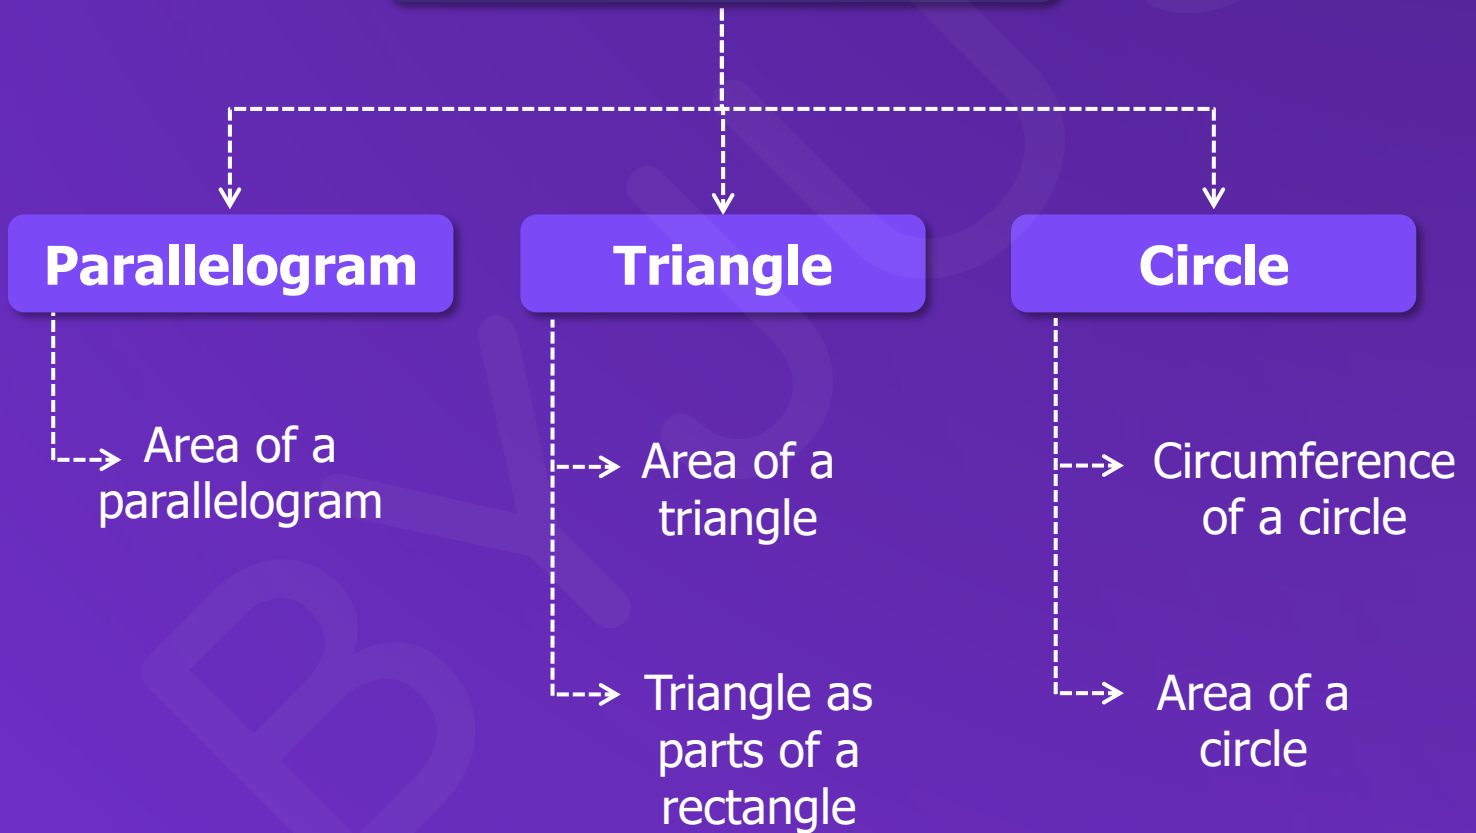 Parallelogram
Triangle
Circle
Area of a
parallelogram
Area of a
triangle
Triangle as
parts of a
rectangle
Circumference
of a circle
Area of a
circle
BYJU